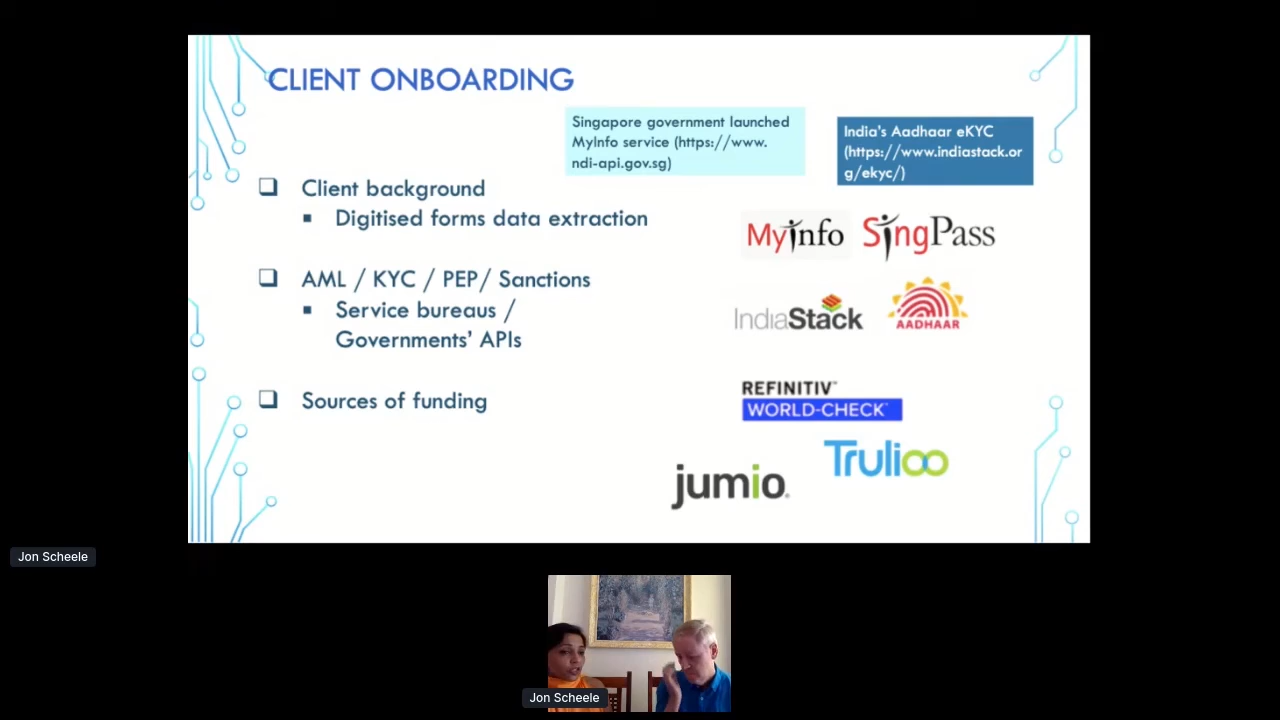 CLIENT ONBOARDING
Singapore government launched
MyInfo service (https://www.
ndi-api.gov.sg)
India's Aadhaar eKYC
(https://www.indiastack.or
g/ekyc/)
Client background
Digitised forms data extraction
AML / KYC / PEP/ Sanctions
Service bureaus /
Governments' APIs
Sources of funding
MyInfo
SingPass
IndiaStack
AADHAAR
REFINITIV™
WORLD-CHECK™
Trulioo
jumio®
Jon Scheele
Jon Scheele